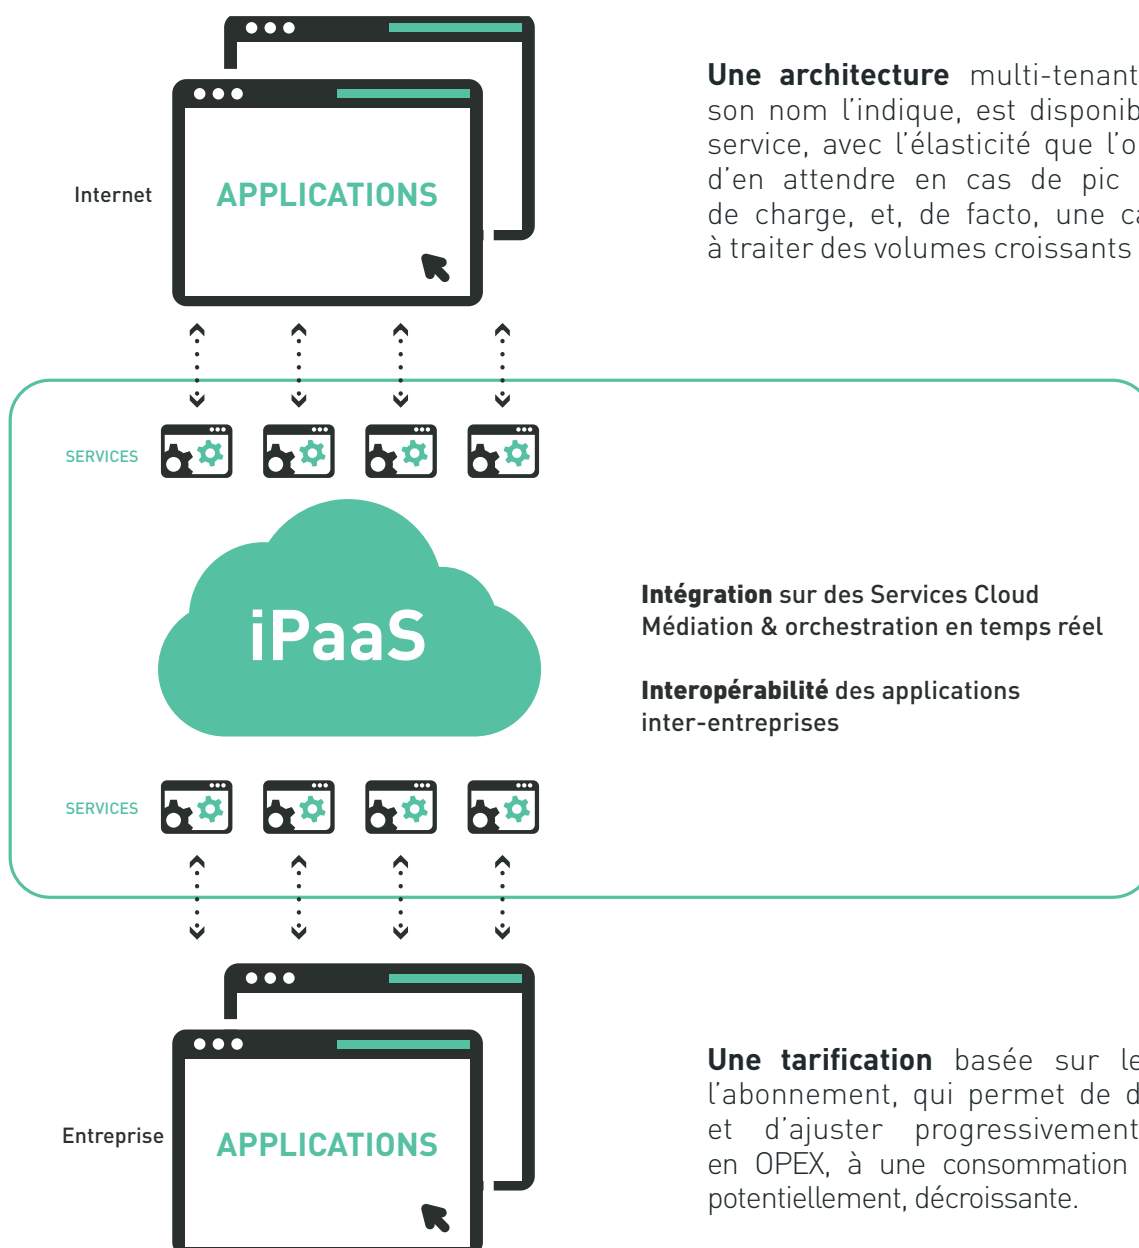 Une architecture multi-tenant
son nom l’indique, est
service, avec l’élasticité que
d’en attendre en cas de pic
de charge, et, de facto, une
à traiter des volumes croissants
Internet
APPLICATIONS
SERVICES
iPaaS
Intégration sur des Services Cloud
Médiation & orchestration en temps réel
Interopérabilité des applications
inter-entreprises
SERVICES
Entreprise
APPLICATIONS
Une tarification basée sur
l’abonnement, qui permet de
et d’ajuster progressivement
en OPEX, à une consommation
potentiellement, décroissante.